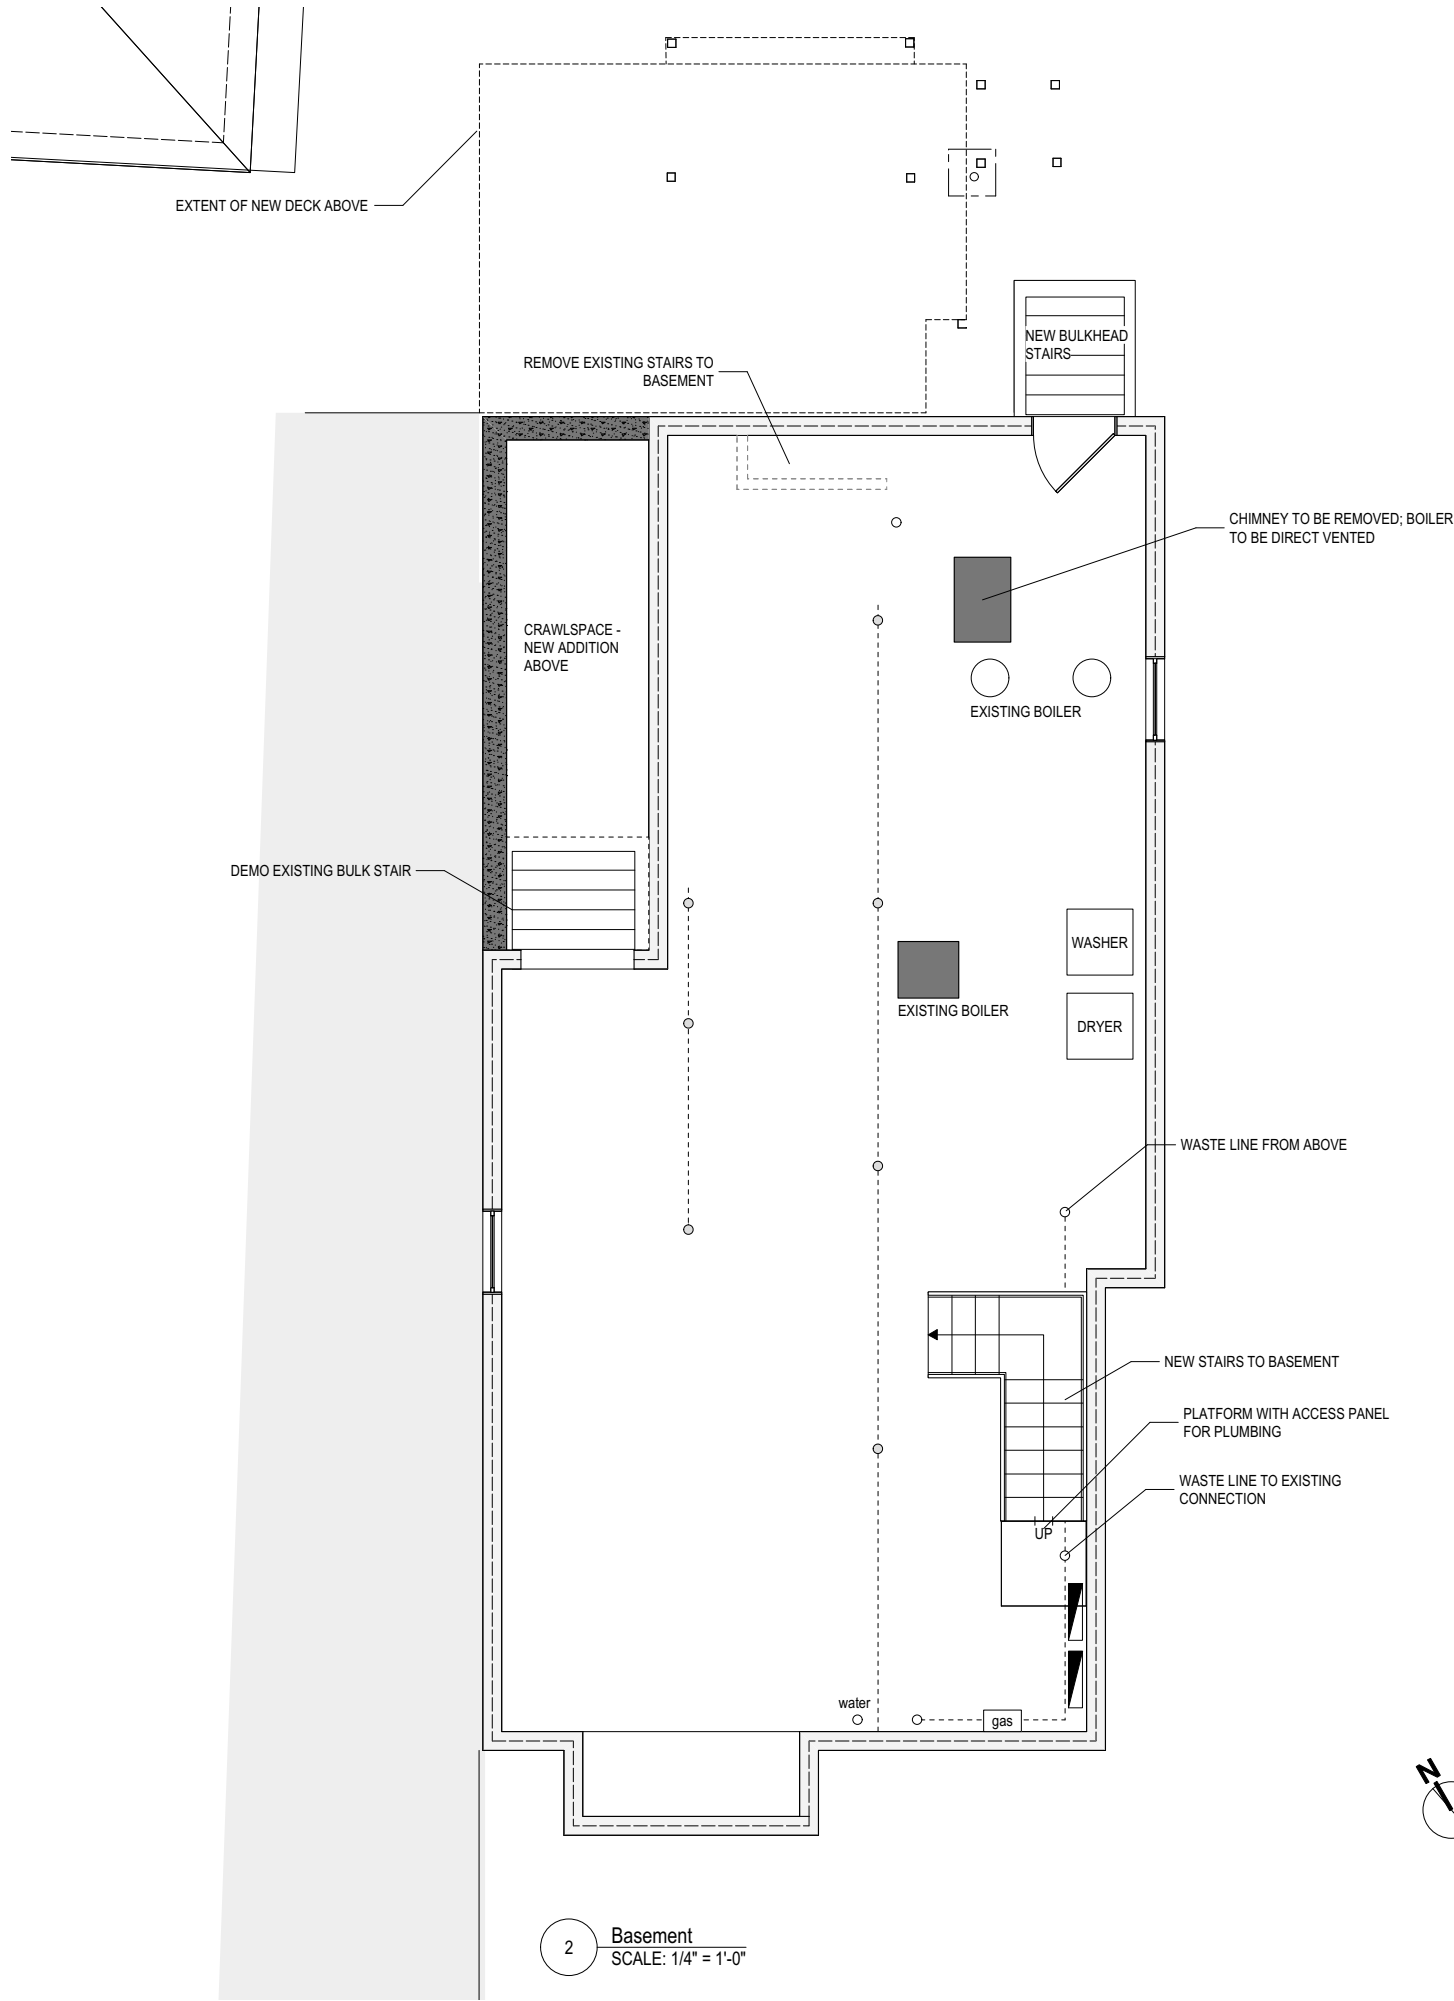 EXTENT OF NEW DECK ABOVE
NEW BULKHEAD
STAIRS
REMOVE EXISTING STAIRS TO
BASEMENT
CHIMNEY TO BE REMOVED; BOILER
TO BE DIRECT VENTED
CRAWLSPACE -
NEW ADDITION
ABOVE
EXISTING BOILER
DEMO EXISTING BULK STAIR
WASHER
EXISTING BOILER
DRYER
WASTE LINE FROM ABOVE
NEW STAIRS TO BASEMENT
PLATFORM WITH ACCESS PANEL
FOR PLUMBING
WASTE LINE TO EXISTING
CONNECTION
UP
water
gas
N
2
Basement
SCALE: 1/4" = 1'-0"